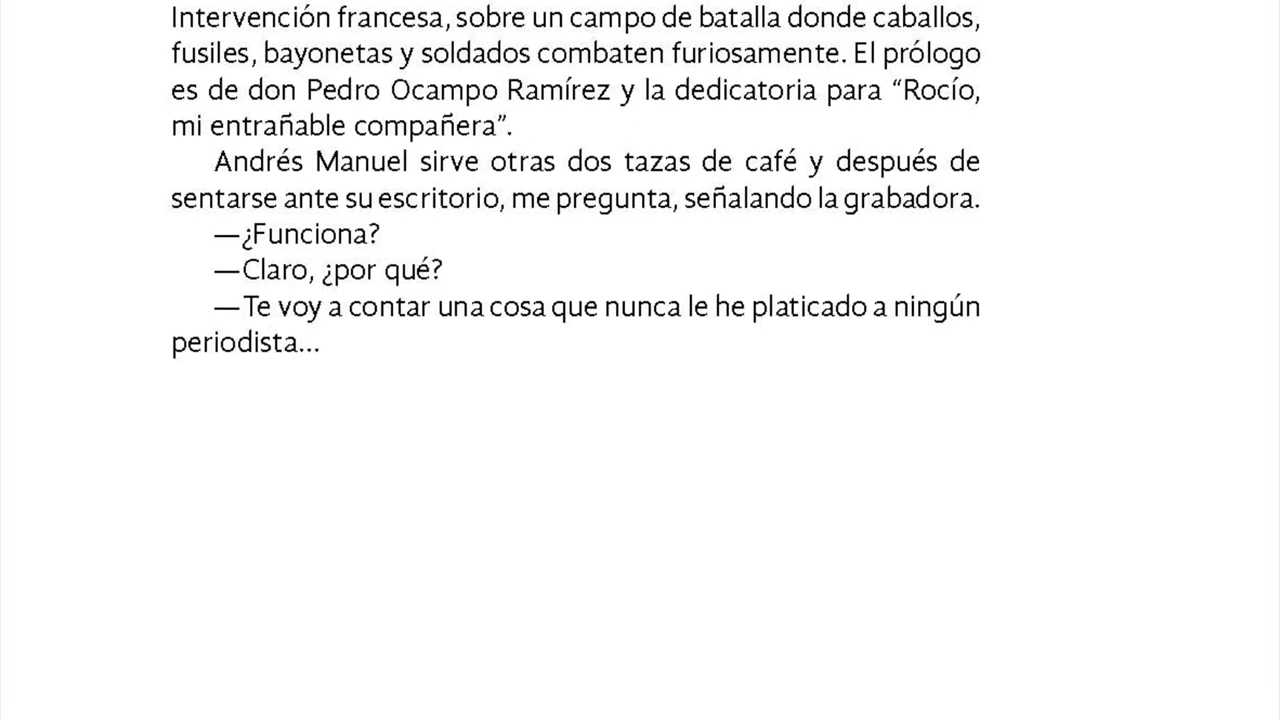 Intervención francesa, sobre un campo de batalla donde caballos,
fusiles, bayonetas y soldados combaten furiosamente. El prólogo
es de don Pedro Ocampo Ramírez y la dedicatoria para “Rocío,
mi entrañable compañera”.
Andrés Manuel sirve otras dos tazas de café y después de
sentarse ante su escritorio, me pregunta, señalando la grabadora.
—¿Funciona?
—Claro, ¿por qué?
—Te voy a contar una cosa que nunca le he platicado a ningún
periodista...